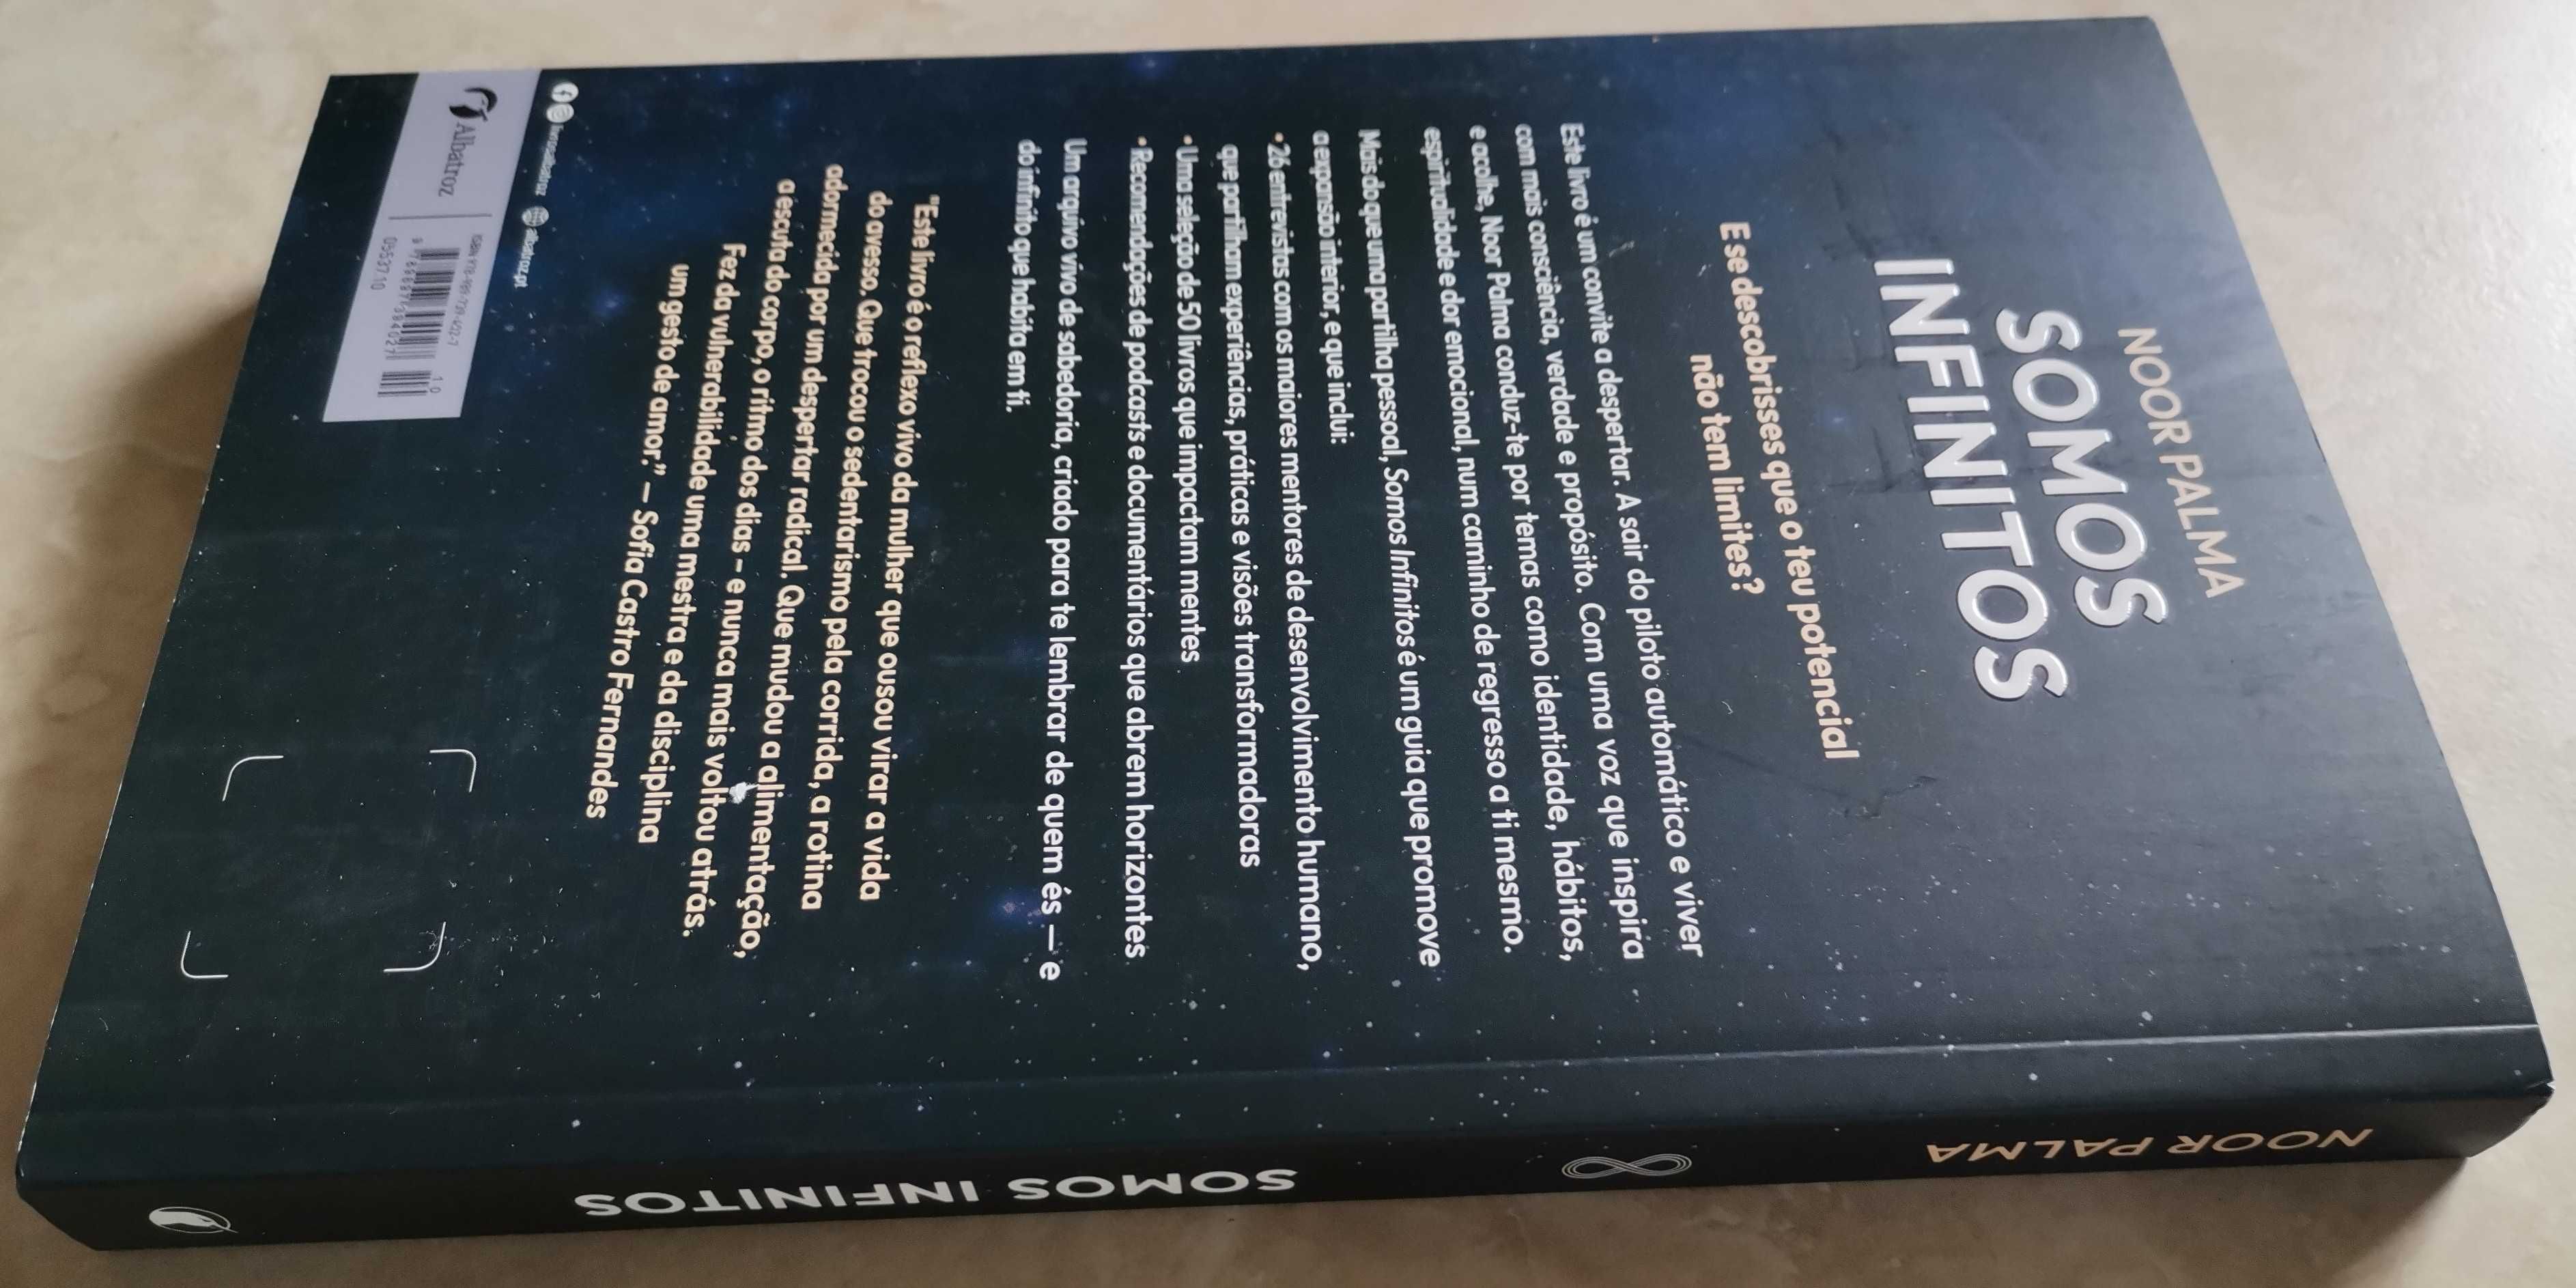 NOOR PALMA
SOMOS
INFINITOS
E se descobrisses que o teu potencial
não tem limites?
Este livro é um convite a despertar. A sair do piloto automático e viver
com mais consciência, verdade e propósito. Com uma voz que inspira
e acolhe, Noor Palma conduz-te por temas como identidade, hábitos,
espiritualidade e dor emocional, num caminho de regresso a ti mesmo.
Mais do que uma partilha pessoal, Somos Infinitos é um guia que promove
a expansão interior, e que inclui:
• 26 entrevistas com os maiores mentores de desenvolvimento humano,
que partilham experiências, práticas e visões transformadoras
• Uma seleção de 50 livros que impactam mentes
• Recomendações de podcasts e documentários que abrem horizontes
Um arquivo vivo de sabedoria, criado para te lembrar de quem és — e
do infinito que habita em ti.
"Este livro é o reflexo vivo da mulher que ousou virar a vida
do avesso. Que trocou o sedentarismo pela corrida, a rotina
adormecida por um despertar radical. Que mudou a alimentação,
a escuta do corpo, o ritmo dos dias – e nunca mais voltou atrás.
Fez da vulnerabilidade uma mestra e da disciplina
um gesto de amor." – Sofia Castro Fernandes
livrosalbatroz albatroz.pt
Albatroz
10
0553710
NOOR PALMA
SOMOS INFINITOS